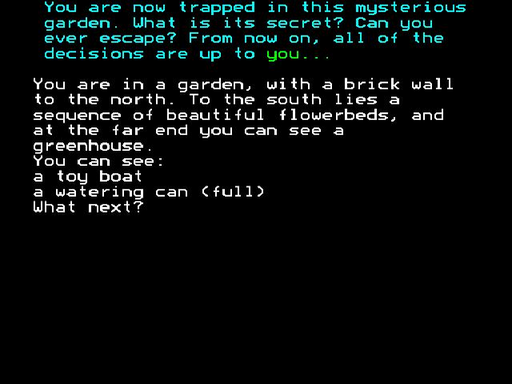 You are now trapped in this mysterious
garden. What is its secret? Can you
ever escape? From now on, all of the
decisions are up to you...
You are in a garden, with a brick wall
to the north. To the south lies a
sequence of beautiful flowerbeds, and
at the far end you can see a
greenhouse.
You can see:
a toy boat
a watering can (full)
What next?